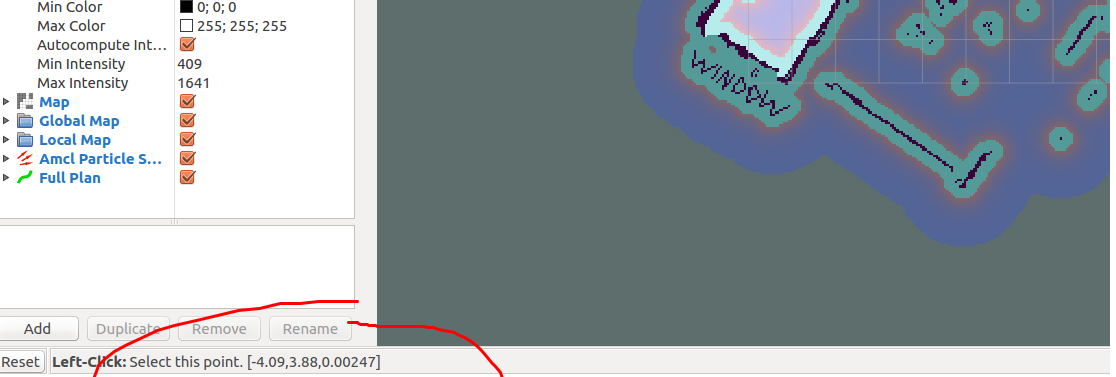 Min Color 0; 0; 0
Max Color 255; 255; 255
Autocompute Int...
Min Intensity 409
Max Intensity 1641
Map
Global Map
Local Map
Amcl Particle S...
Full Plan
WINDOW
Add Duplicate Remove Rename
Reset Left-Click: Select this point. [-4.09,3.88,0.00247]